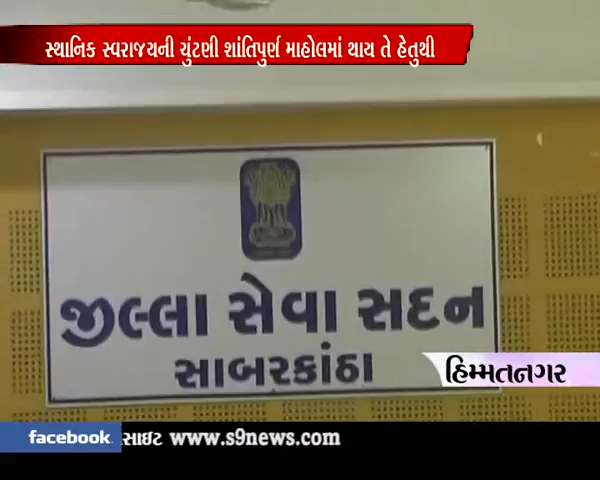 સ્થાનિક સ્વરાજ્યની ચુંટણી શાંતિપુર્ણ માહોલમાં થાય તે હેતુથી
જીલ્લા સેવા સદન
સાબરકાંઠા
હિમ્મતનગર
facebook સાઇટ www.s9news.com